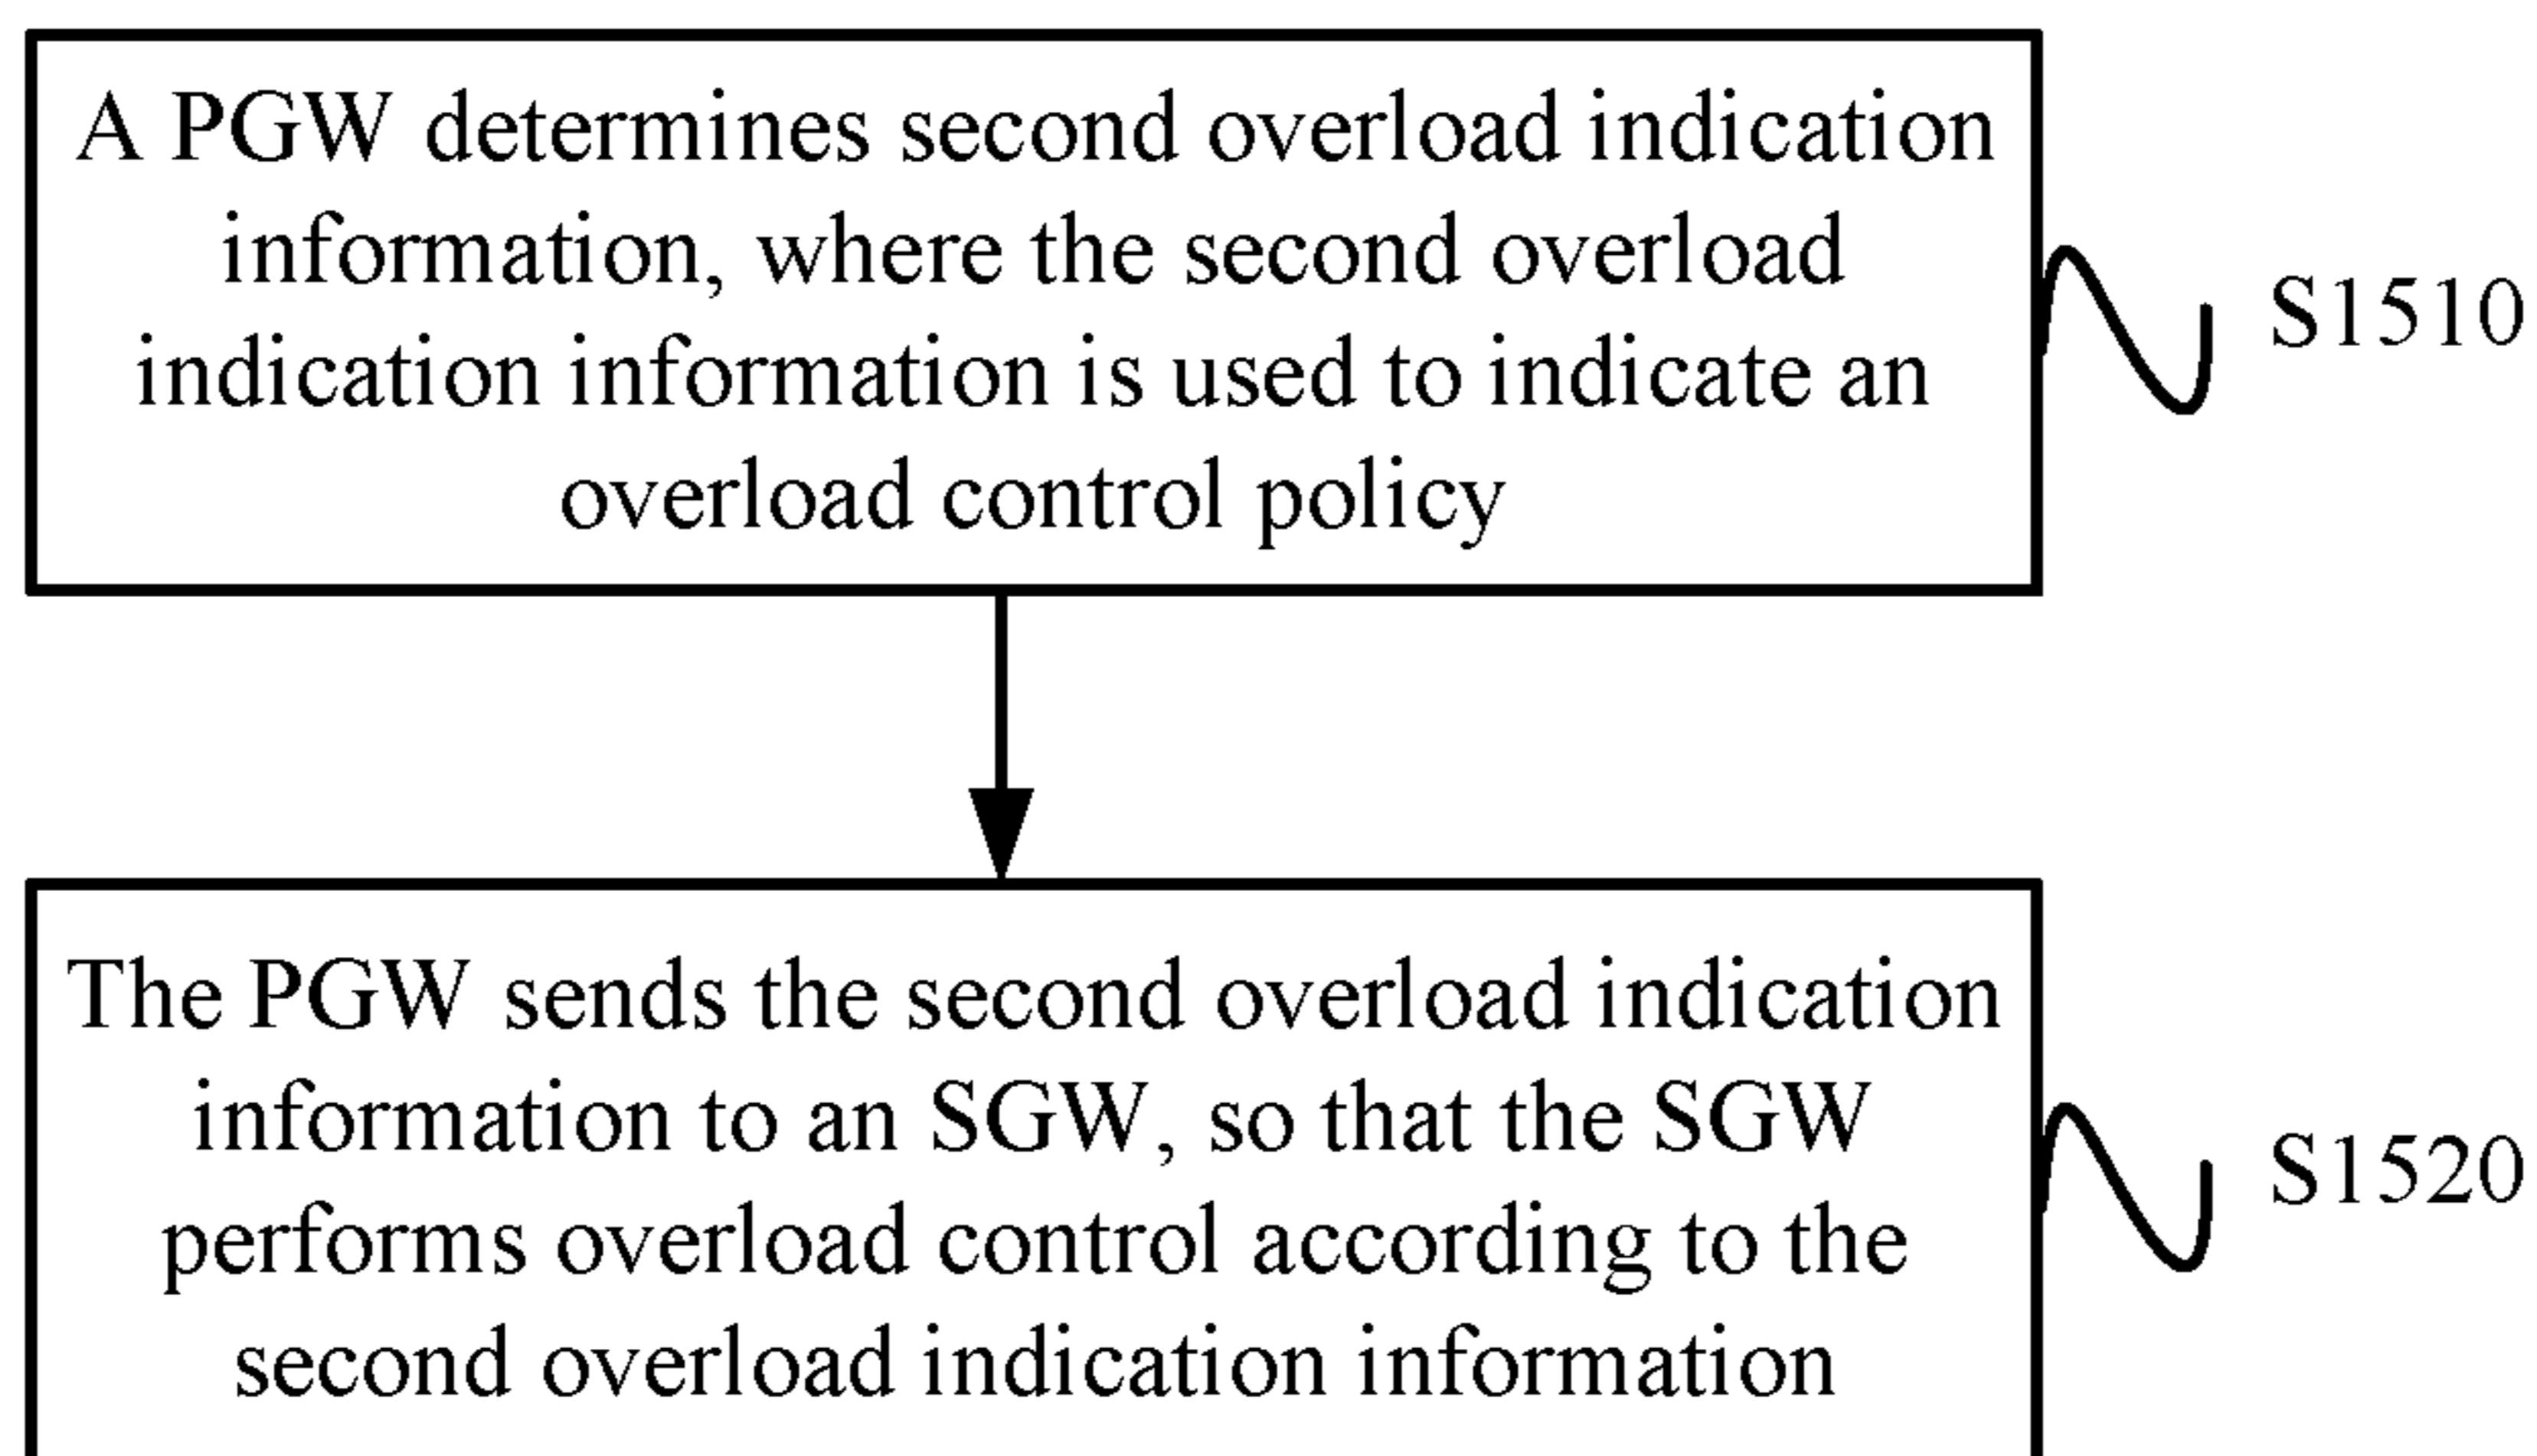 A PGW determines second overload indication
information, where the second overload
indication information is used to indicate an
overload control policy
S1510
The PGW sends the second overload indication
information to an SGW, so that the SGW
performs overload control according to the
second overload indication information
S1520